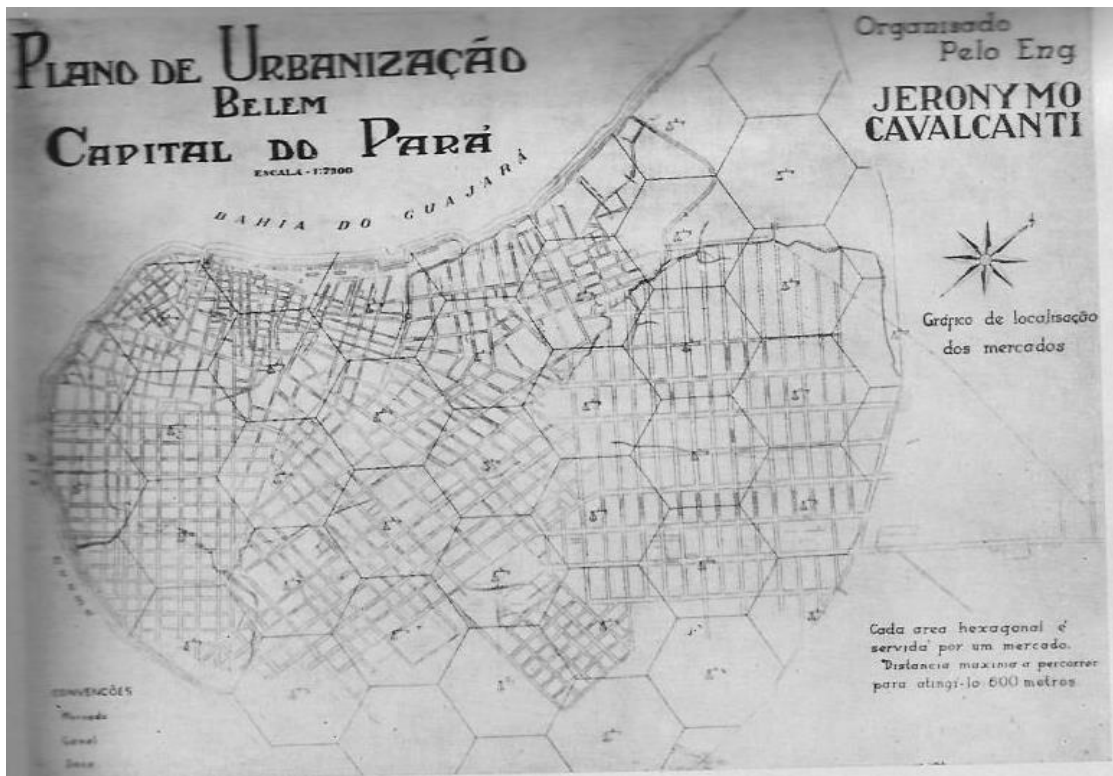 PLANO DE URBANIZAÇÃO
BELEM
CAPITAL DO PARÁ
ESCALA - 1:7500
BAHIA DO GUAJARÁ
Organisado
Pelo Eng
JERONYMO
CAVALCANTI
Gráfico de localisação
dos mercados
Cada area hexagonal é
servida por um mercado.
Distancia maxima a percorrer
para atingi-lo 600 metros
CONVENÇÕES
Mercado
Canal